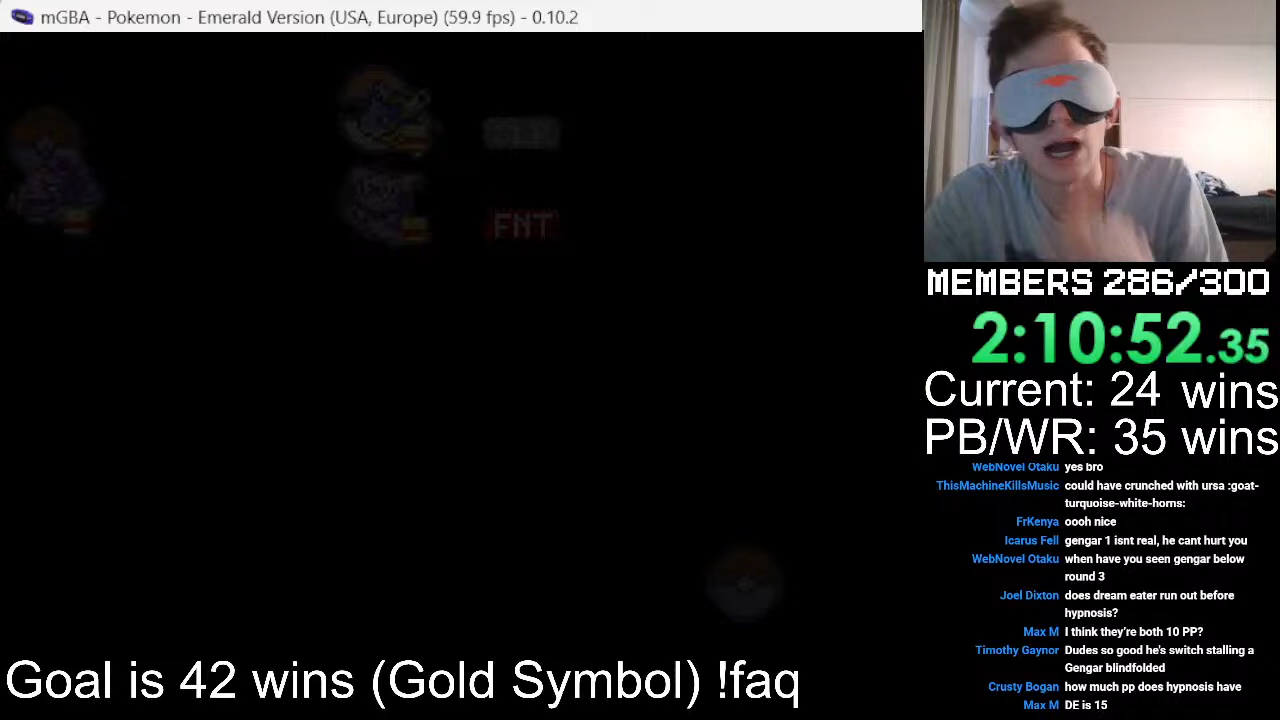 mGBA - Pokemon - Emerald Version (USA, Europe) (59.9 fps) - 0.10.2
FNT
MEMBERS 286/300
2:10:52.35
Current: 24 wins
PB/WR: 35 wins
WebNovel Otaku yes bro
ThisMachineKillsMusic could have crunched with ursa :goat-
turquoise-white-horns:
FrKenya oooh nice
Icarus Fell gengar 1 isnt real, he cant hurt you
WebNovel Otaku when have you seen gengar below
round 3
Joel Dixton does dream eater run out before
hypnosis?
Max M I think they're both 10 PP?
Timothy Gaynor Dudes so good he's switch stalling a
Gengar blindfolded
Crusty Bogan how much pp does hypnosis have
Max M DE is 15
Goal is 42 wins (Gold Symbol) !faq